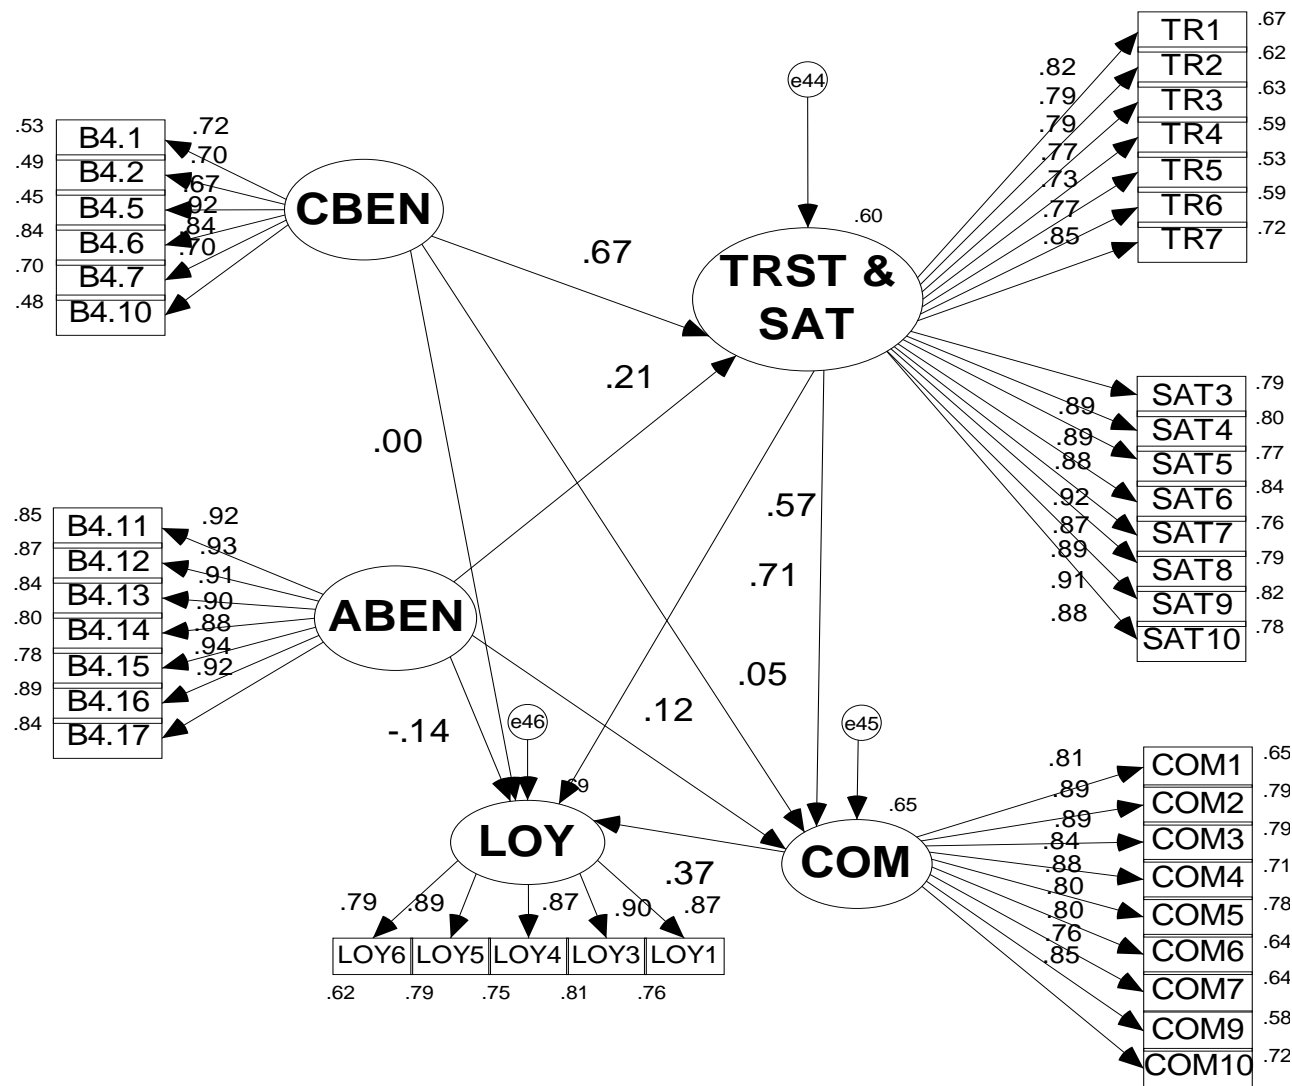 CBEN
.53 B4.1 .72
.49 B4.2 .70
.45 B4.5 .67
.84 B4.6 .92
.70 B4.7 .84
.48 B4.10 .70
e44
.60
TRST &
SAT
.67
.21
.00
.57
.71
.05
.12
-.14
.37
.82 TR1 .67
.79 TR2 .62
.79 TR3 .63
.77 TR4 .59
.73 TR5 .53
.77 TR6 .59
.85 TR7 .72
.89 SAT3 .79
.89 SAT4 .80
.88 SAT5 .77
.92 SAT6 .84
.87 SAT7 .76
.89 SAT8 .79
.91 SAT9 .82
.88 SAT10 .78
ABEN
.85 B4.11 .92
.87 B4.12 .93
.84 B4.13 .91
.80 B4.14 .90
.78 B4.15 .88
.89 B4.16 .94
.84 B4.17 .92
e46
.69
LOY
.79 .89 .87 .90 .87
LOY6 LOY5 LOY4 LOY3 LOY1
.62 .79 .75 .81 .76
e45
.65
COM
.81 COM1 .65
.89 COM2 .79
.89 COM3 .79
.84 COM4 .71
.88 COM5 .78
.80 COM6 .64
.80 COM7 .64
.76 COM9 .58
.85 COM10 .72